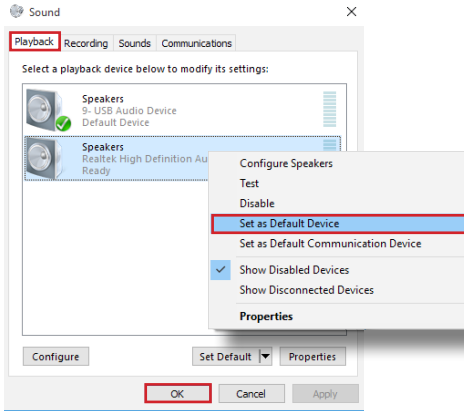 Sound
Playback Recording Sounds Communications
Select a playback device below to modify its settings:
Speakers
9- USB Audio Device
Default Device
Speakers
Realtek High Definition Au
Ready
Configure Speakers
Test
Disable
Set as Default Device
Set as Default Communication Device
Show Disabled Devices
Show Disconnected Devices
Properties
Configure Set Default Properties
OK Cancel Apply